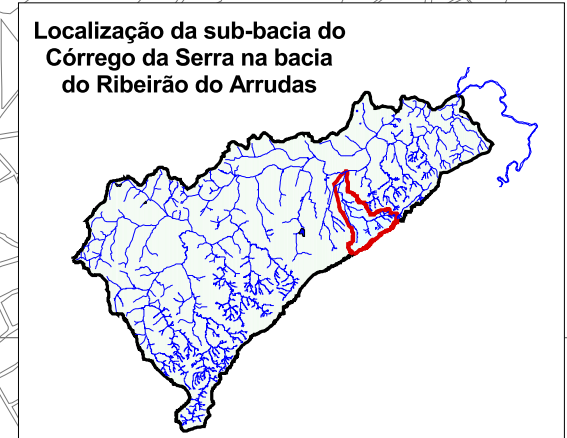 Localização da sub-bacia do
Córrego da Serra na bacia
do Ribeirão do Arrudas